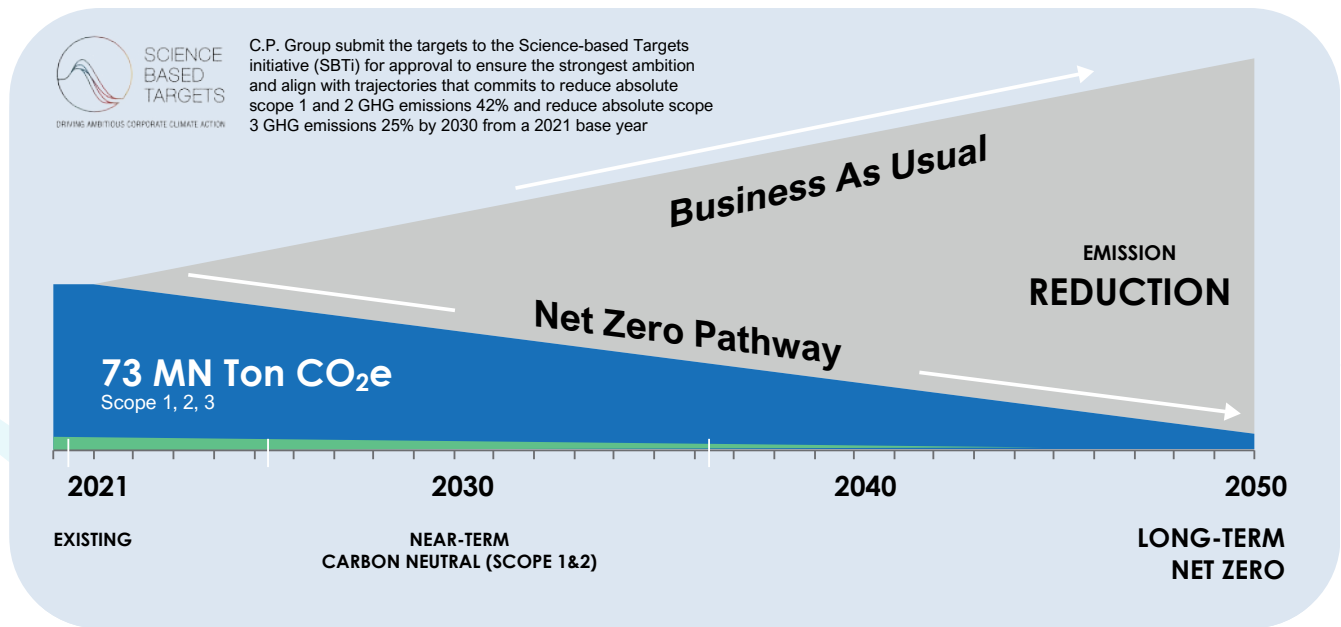 SCIENCE
BASED
TARGETS
DRIVING AMBITIOUS CORPORATE CLIMATE ACTION
C.P. Group submit the targets to the Science-based Targets
initiative (SBTi) for approval to ensure the strongest ambition
and align with trajectories that commits to reduce absolute
scope 1 and 2 GHG emissions 42% and reduce absolute scope
3 GHG emissions 25% by 2030 from a 2021 base year
Business As Usual
EMISSION
REDUCTION
Net Zero Pathway
73 MN Ton CO₂e
Scope 1, 2, 3
2021
2030
2040
2050
EXISTING
NEAR-TERM
CARBON NEUTRAL (SCOPE 1&2)
LONG-TERM
NET ZERO